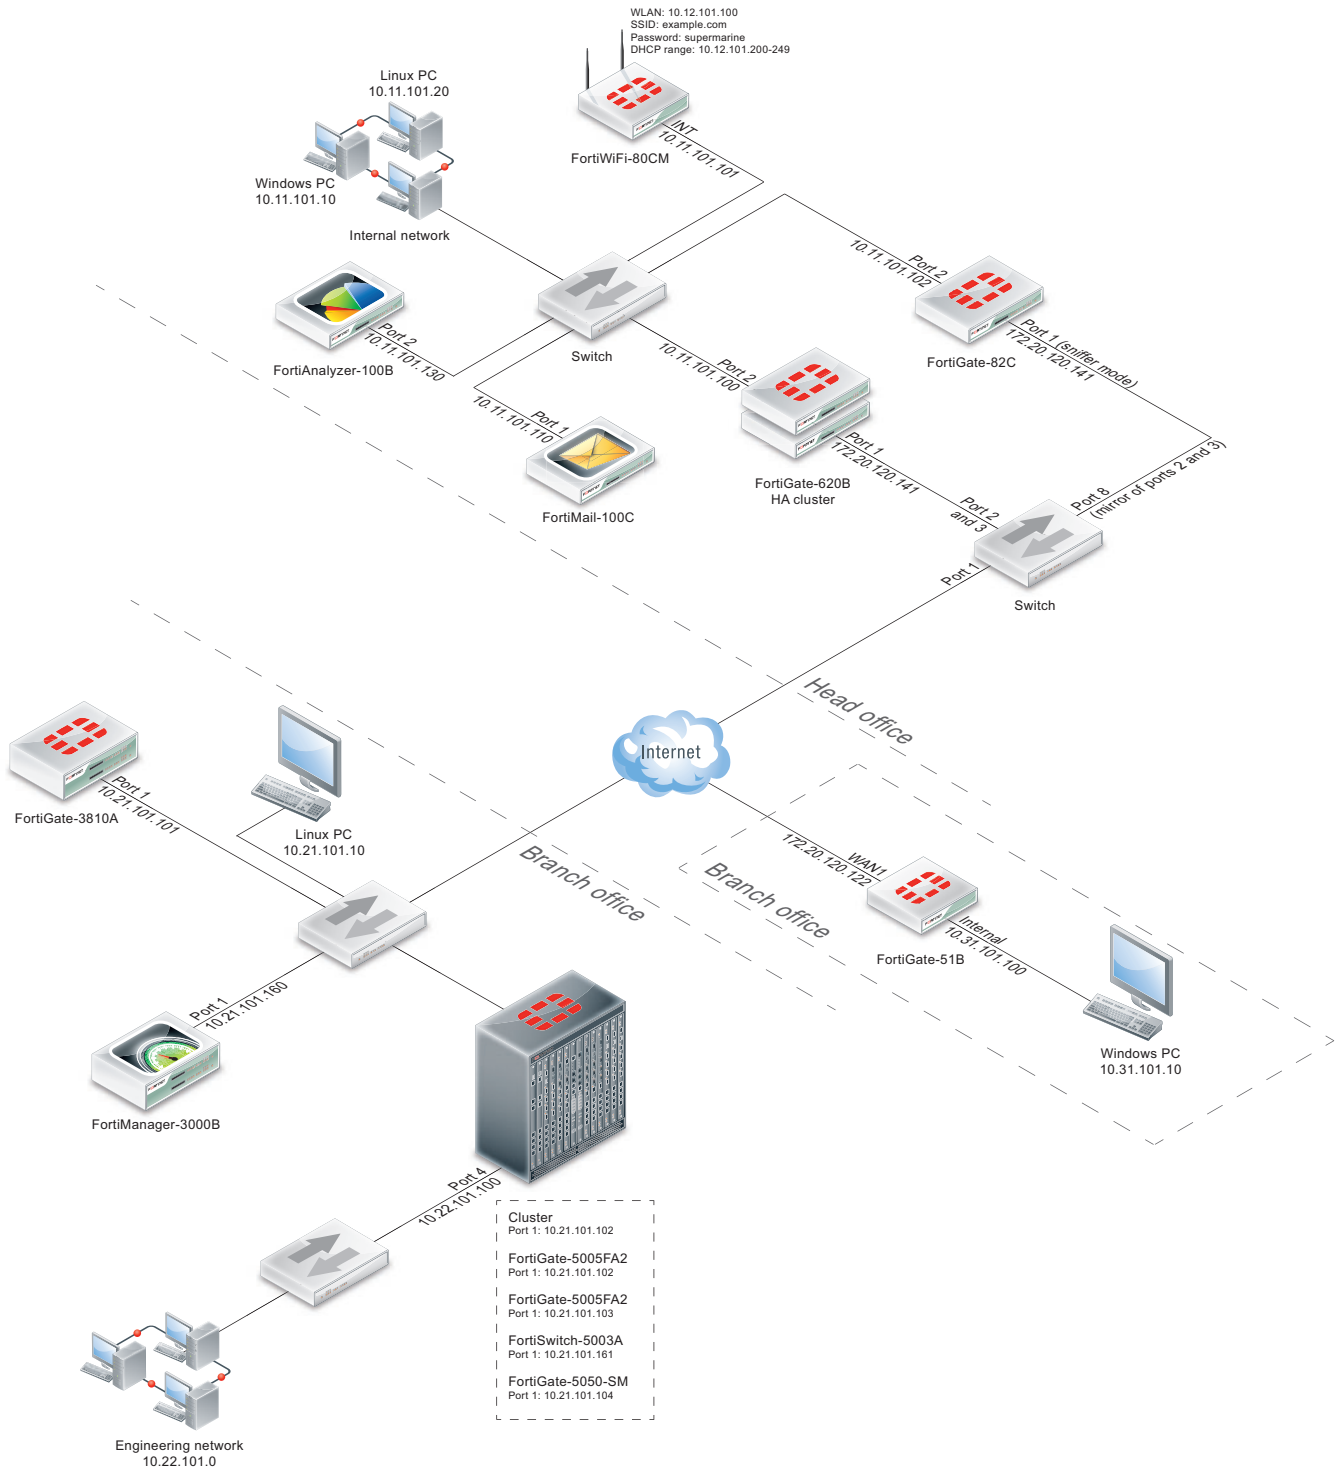 WLAN: 10.12.101.100
SSID: example.com
Password: supermarine
DHCP range: 10.12.101.200-249
Linux PC
10.11.101.20
INT
10.11.101.101
FortiWiFi-80CM
Windows PC
10.11.101.10
Internal network
Port 2
10.11.101.102
FortiAnalyzer-100B
Port 2
10.11.101.130
Switch
Port 2
10.11.101.100
FortiGate-82C
Port 1 (sniffer mode)
172.20.120.141
Port 1
10.11.101.110
FortiMail-100C
FortiGate-620B
HA cluster
Port 1
172.20.120.141
Port 2
and 3
Port 8
(mirror of ports 2 and 3)
Port 1
Switch
Head office
Internet
FortiGate-3810A
Port 1
10.21.101.101
Linux PC
10.21.101.10
Branch office
WAN1
172.20.120.122
Branch office
FortiGate-51B
Internal
10.31.101.100
Windows PC
10.31.101.10
Port 1
10.21.101.160
FortiManager-3000B
Port 4
10.22.101.100
Cluster
Port 1: 10.21.101.102
FortiGate-5005FA2
Port 1: 10.21.101.102
FortiGate-5005FA2
Port 1: 10.21.101.103
FortiSwitch-5003A
Port 1: 10.21.101.161
FortiGate-5050-SM
Port 1: 10.21.101.104
Engineering network
10.22.101.0